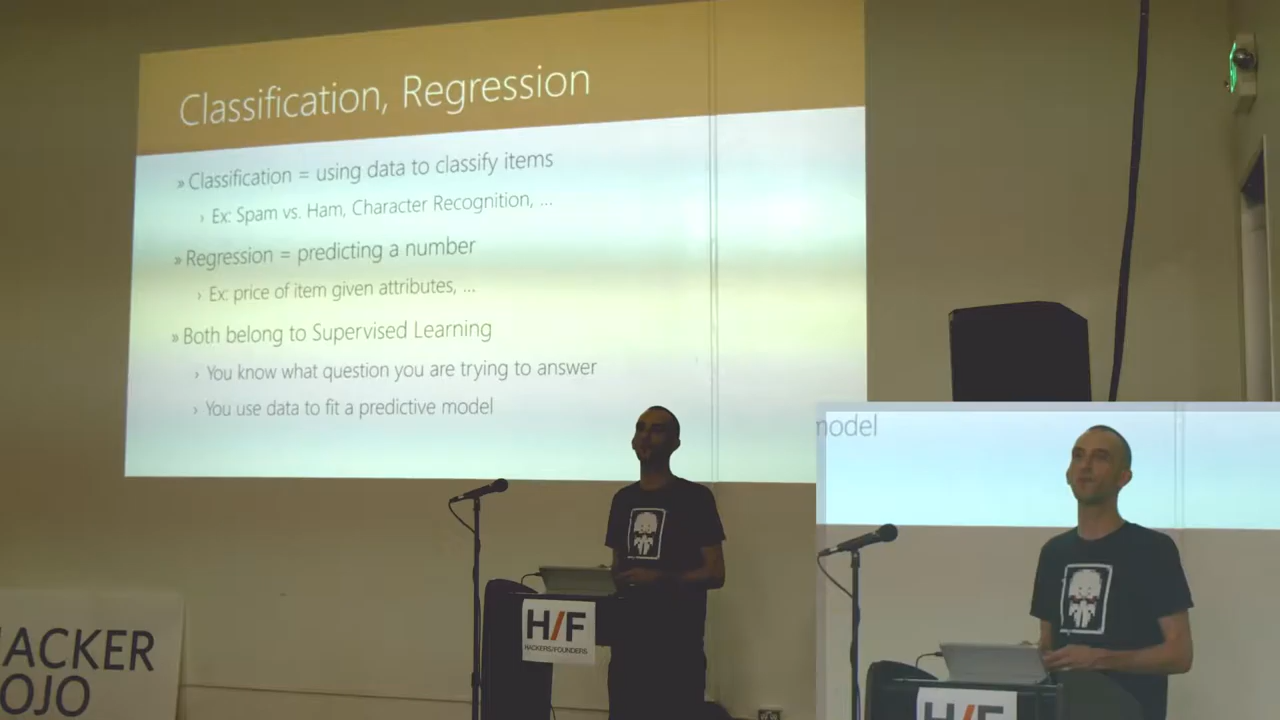 Classification, Regression
» Classification = using data to classify items
› Ex: Spam vs. Ham, Character Recognition, ...
» Regression = predicting a number
› Ex: price of item given attributes, ...
» Both belong to Supervised Learning
› You know what question you are trying to answer
› You use data to fit a predictive model
model
H/F
HACKERS/FOUNDERS
H/F
ACKER
OJO